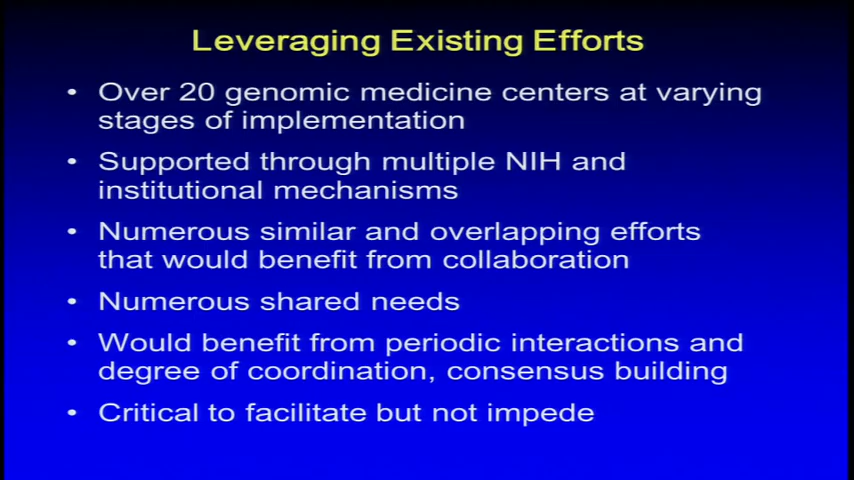 Leveraging Existing Efforts
• Over 20 genomic medicine centers at varying
stages of implementation
• Supported through multiple NIH and
institutional mechanisms
• Numerous similar and overlapping efforts
that would benefit from collaboration
• Numerous shared needs
• Would benefit from periodic interactions and
degree of coordination, consensus building
• Critical to facilitate but not impede